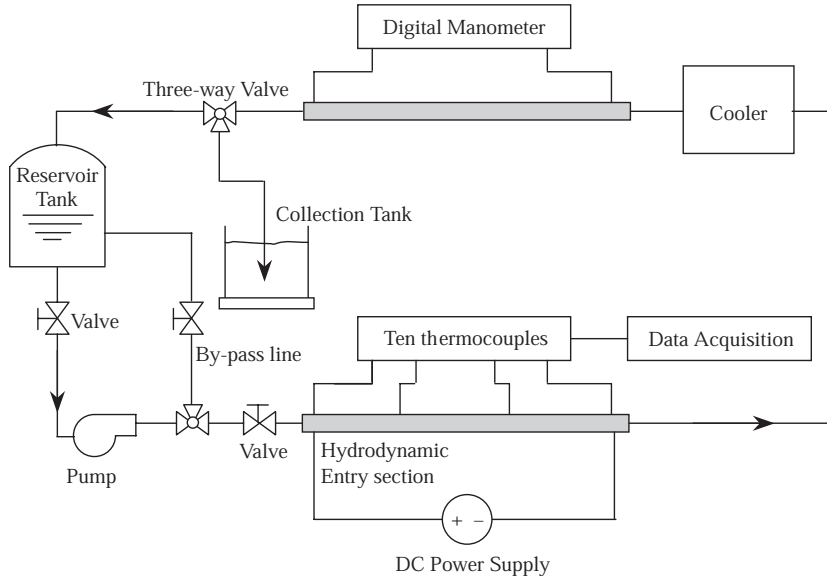 Digital Manometer
Three-way Valve
Cooler
Reservoir
Tank
Collection Tank
Valve
By-pass line
Ten thermocouples
Data Acquisition
Pump
Valve
Hydrodynamic
Entry section
+ −
DC Power Supply